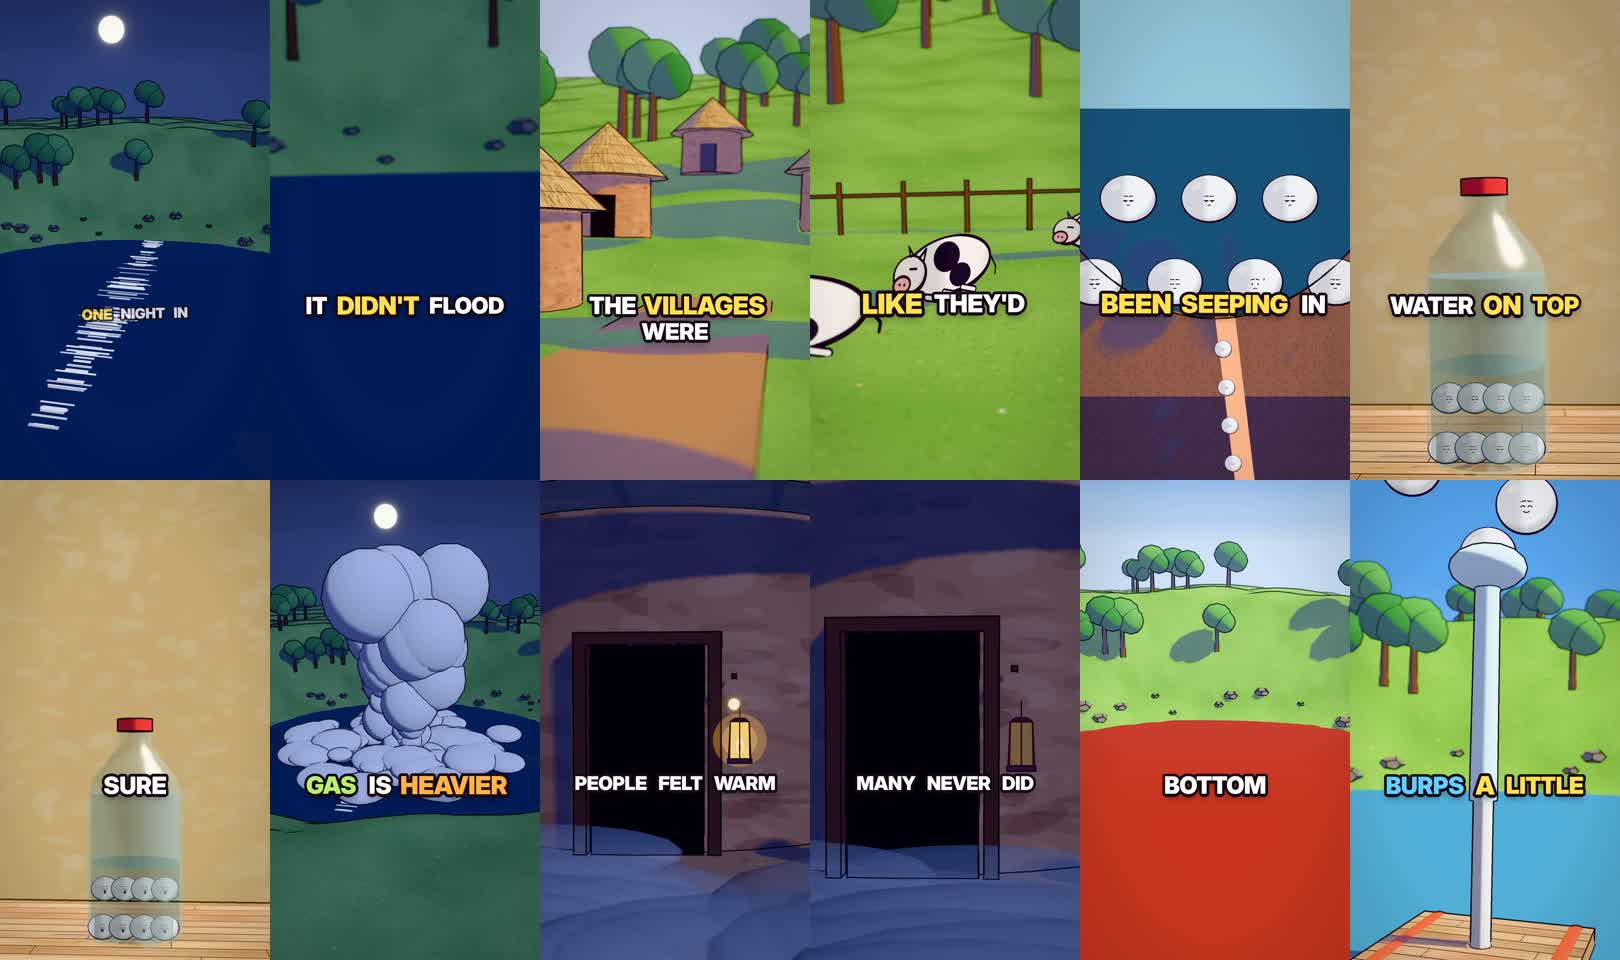 ONE NIGHT IN
IT DIDN'T FLOOD
THE VILLAGES
WERE
LIKE THEY'D
BEEN SEEPING IN
WATER ON TOP
SURE
GAS IS HEAVIER
PEOPLE FELT WARM
MANY NEVER DID
BOTTOM
BURPS A LITTLE